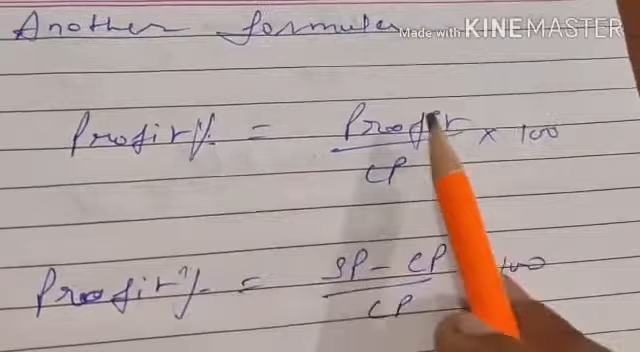 Another formula Made with KINEMASTER
Profit% = Profit / CP × 100
Profit% = SP - CP / CP 100